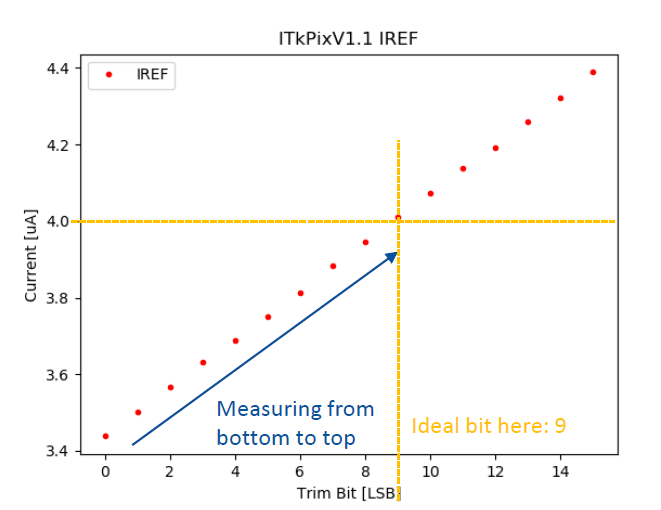 ITkPixV1.1 IREF
IREF
4.4
4.2
4.0
3.8
3.6
3.4
Current [uA]
Measuring from
bottom to top
Ideal bit here: 9
0 2 4 6 8 10 12 14
Trim Bit [LSB]